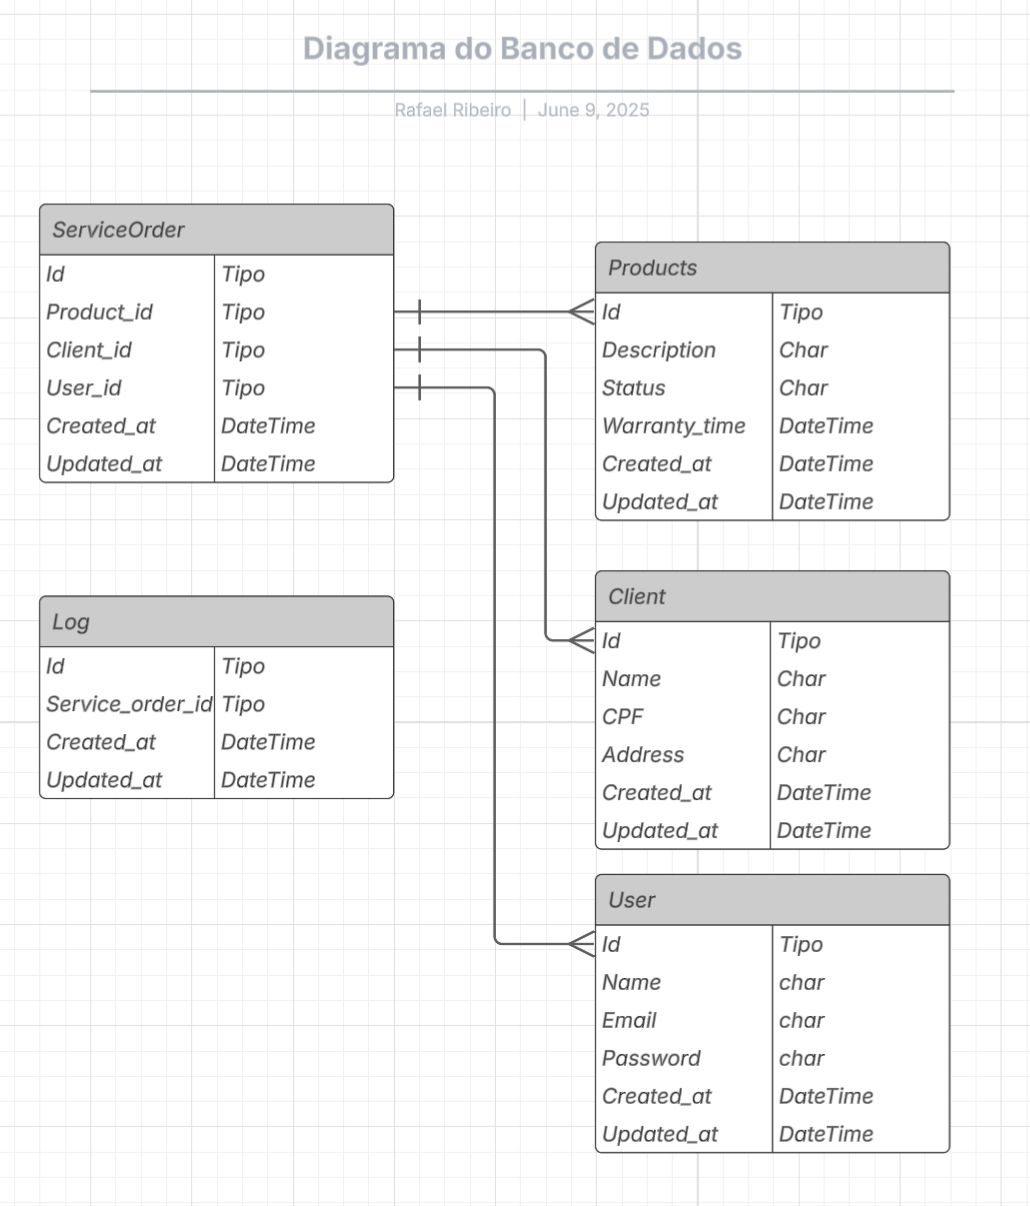 Diagrama do Banco de Dados
Rafael Ribeiro | June 9, 2025
ServiceOrder
Id Tipo
Product_id Tipo
Client_id Tipo
User_id Tipo
Created_at DateTime
Updated_at DateTime
Products
Id Tipo
Description Char
Status Char
Warranty_time DateTime
Created_at DateTime
Updated_at DateTime
Log
Id Tipo
Service_order_id Tipo
Created_at DateTime
Updated_at DateTime
Client
Id Tipo
Name Char
CPF Char
Address Char
Created_at DateTime
Updated_at DateTime
User
Id Tipo
Name char
Email char
Password char
Created_at DateTime
Updated_at DateTime